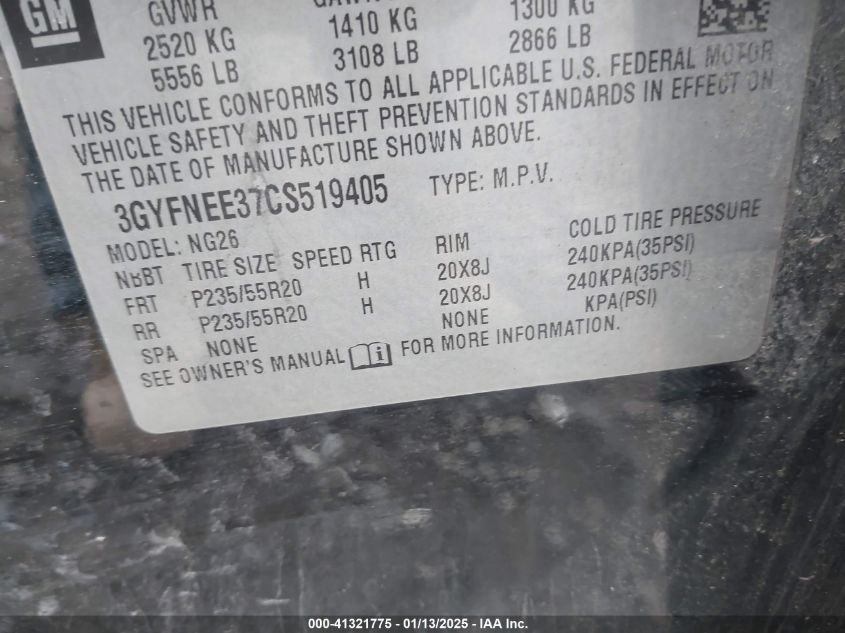 GM
GVWR
2520 KG 1410 KG 1300 KG
5556 LB 3108 LB 2866 LB
THIS VEHICLE CONFORMS TO ALL APPLICABLE U.S. FEDERAL MOTOR
VEHICLE SAFETY AND THEFT PREVENTION STANDARDS IN EFFECT ON
THE DATE OF MANUFACTURE SHOWN ABOVE.
3GYFNEE37CS519405 TYPE: M.P.V.
MODEL: NG26
TIRE SIZE SPEED RTG RIM COLD TIRE PRESSURE
FRT P235/55R20 H 20X8J 240KPA(35PSI)
RR P235/55R20 H 20X8J 240KPA(35PSI)
SPA NONE NONE KPA(PSI)
SEE OWNER'S MANUAL FOR MORE INFORMATION.
000-41321775 - 01/13/2025 - IAA Inc.